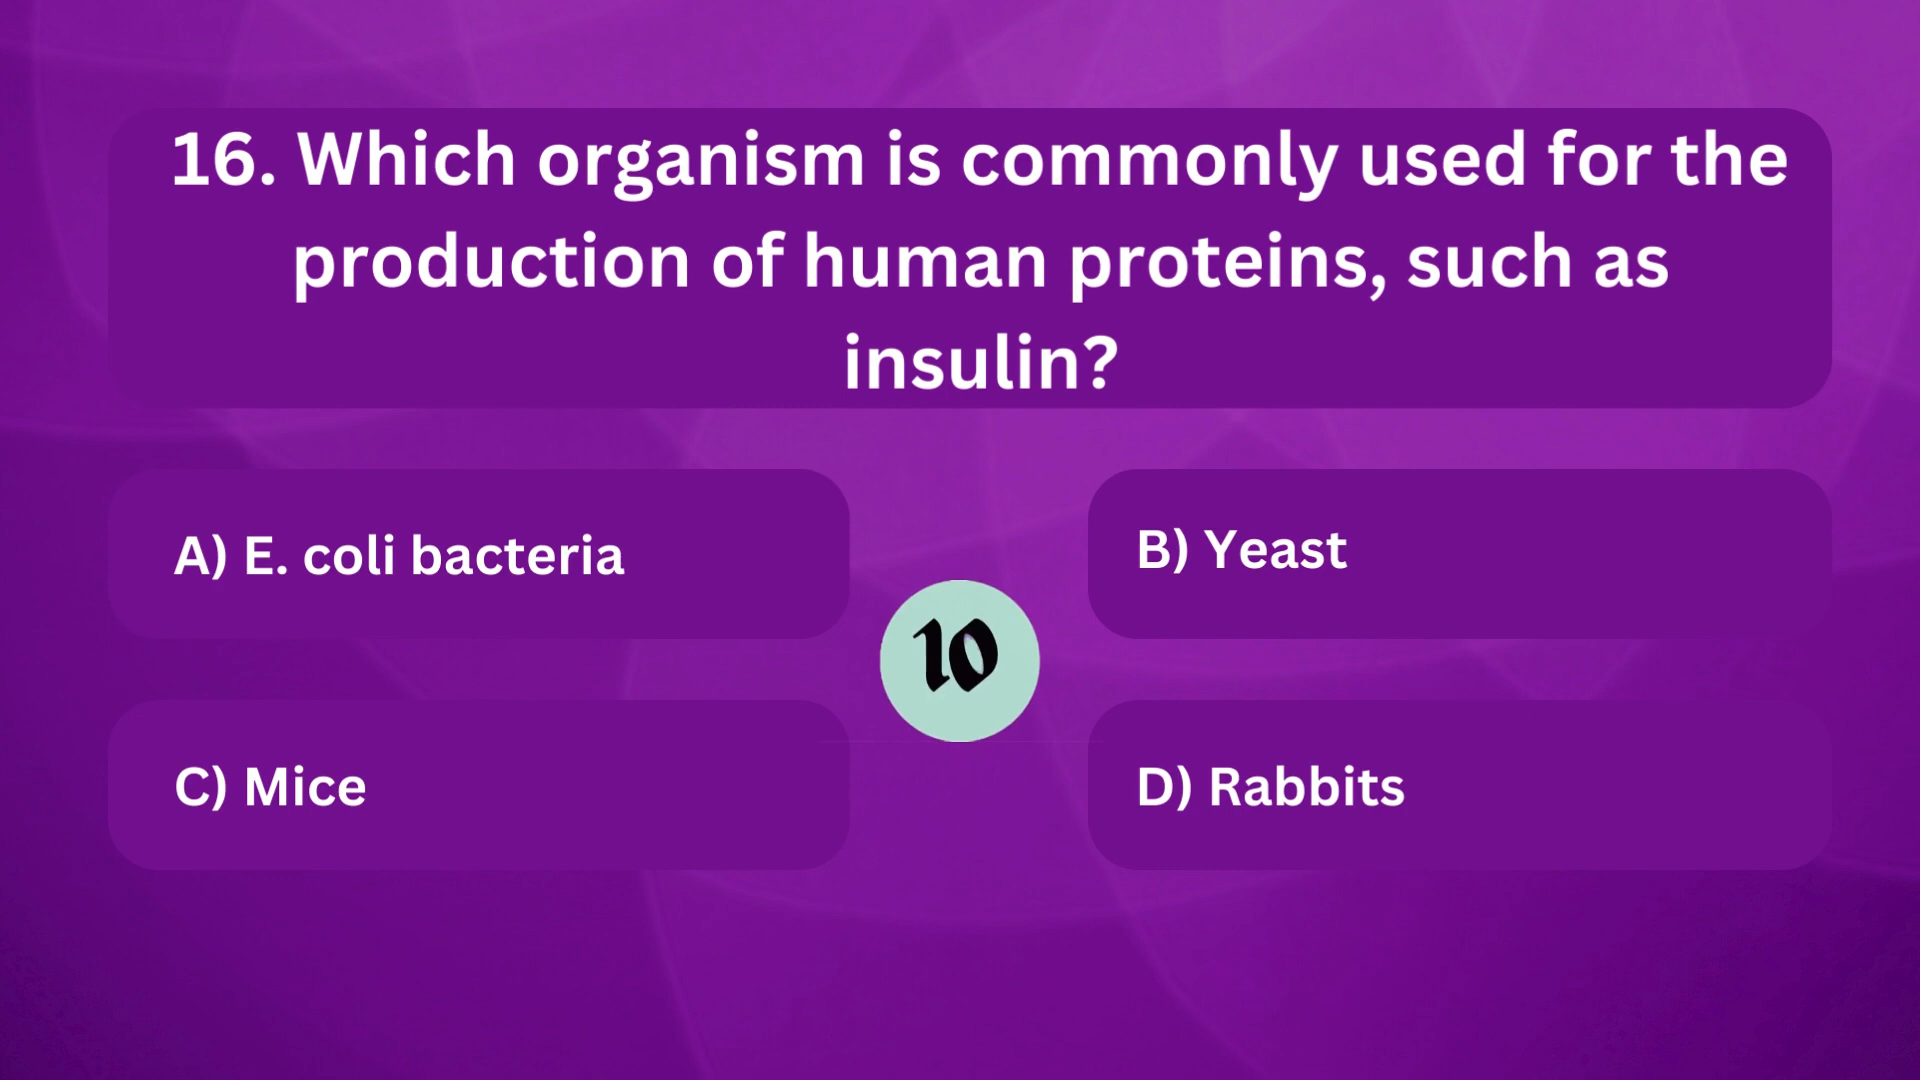 16. Which organism is commonly used for the
production of human proteins, such as
insulin?
A) E. coli bacteria
B) Yeast
10
C) Mice
D) Rabbits